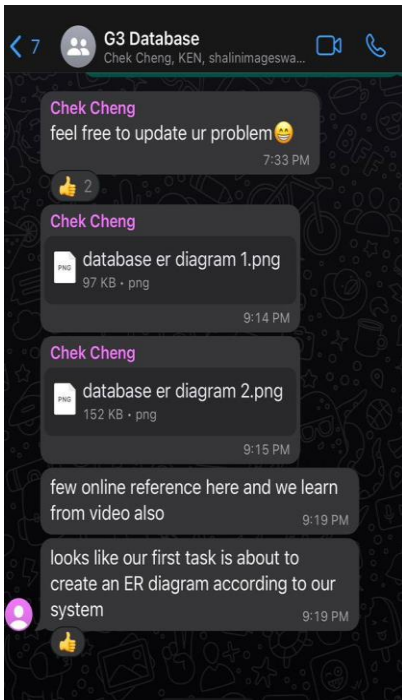 7
G3 Database
Chek Cheng, KEN, shalinimageswa...
Chek Cheng
feel free to update ur problem😁
7:33 PM
👍 2
Chek Cheng
PNG
database er diagram 1.png
97 KB • png
9:14 PM
Chek Cheng
PNG
database er diagram 2.png
152 KB • png
9:15 PM
few online reference here and we learn
from video also
9:19 PM
looks like our first task is about to
create an ER diagram according to our
system
9:19 PM
👍